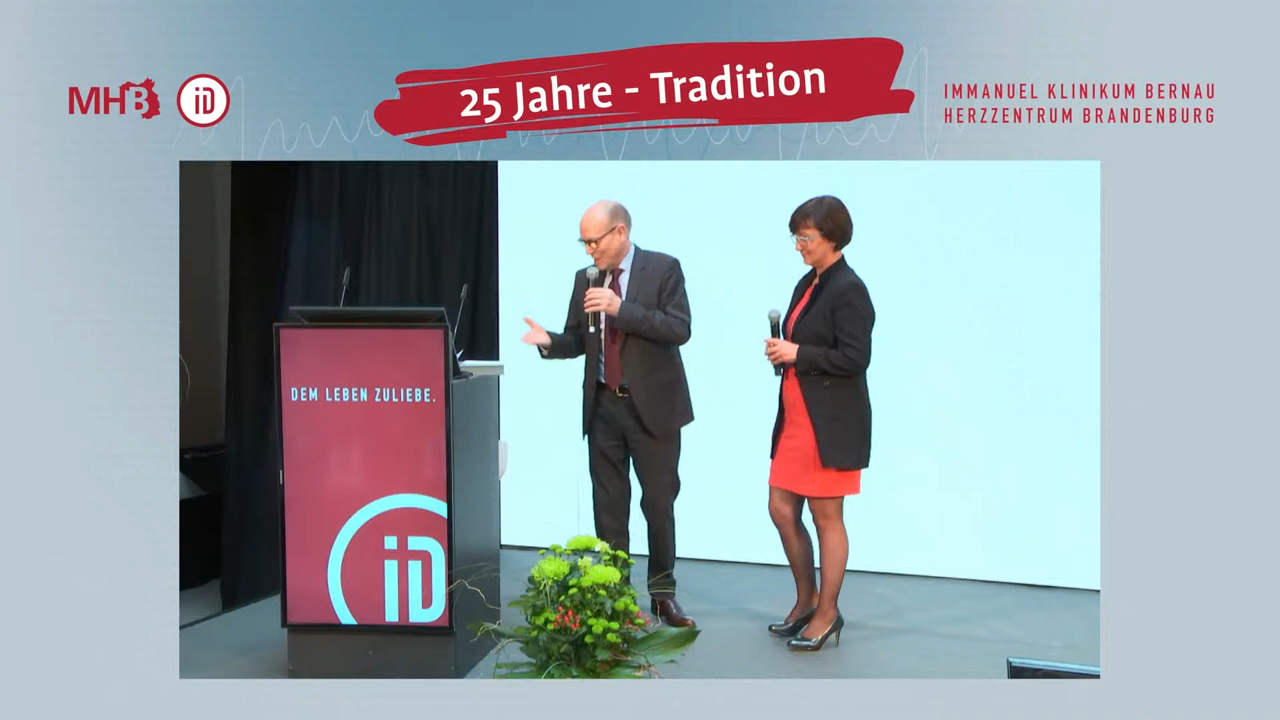 MHB
iD
25 Jahre - Tradition
IMMANUEL KLINIKUM BERNAU
HERZZENTRUM BRANDENBURG
DEM LEBEN ZULIEBE.
iD